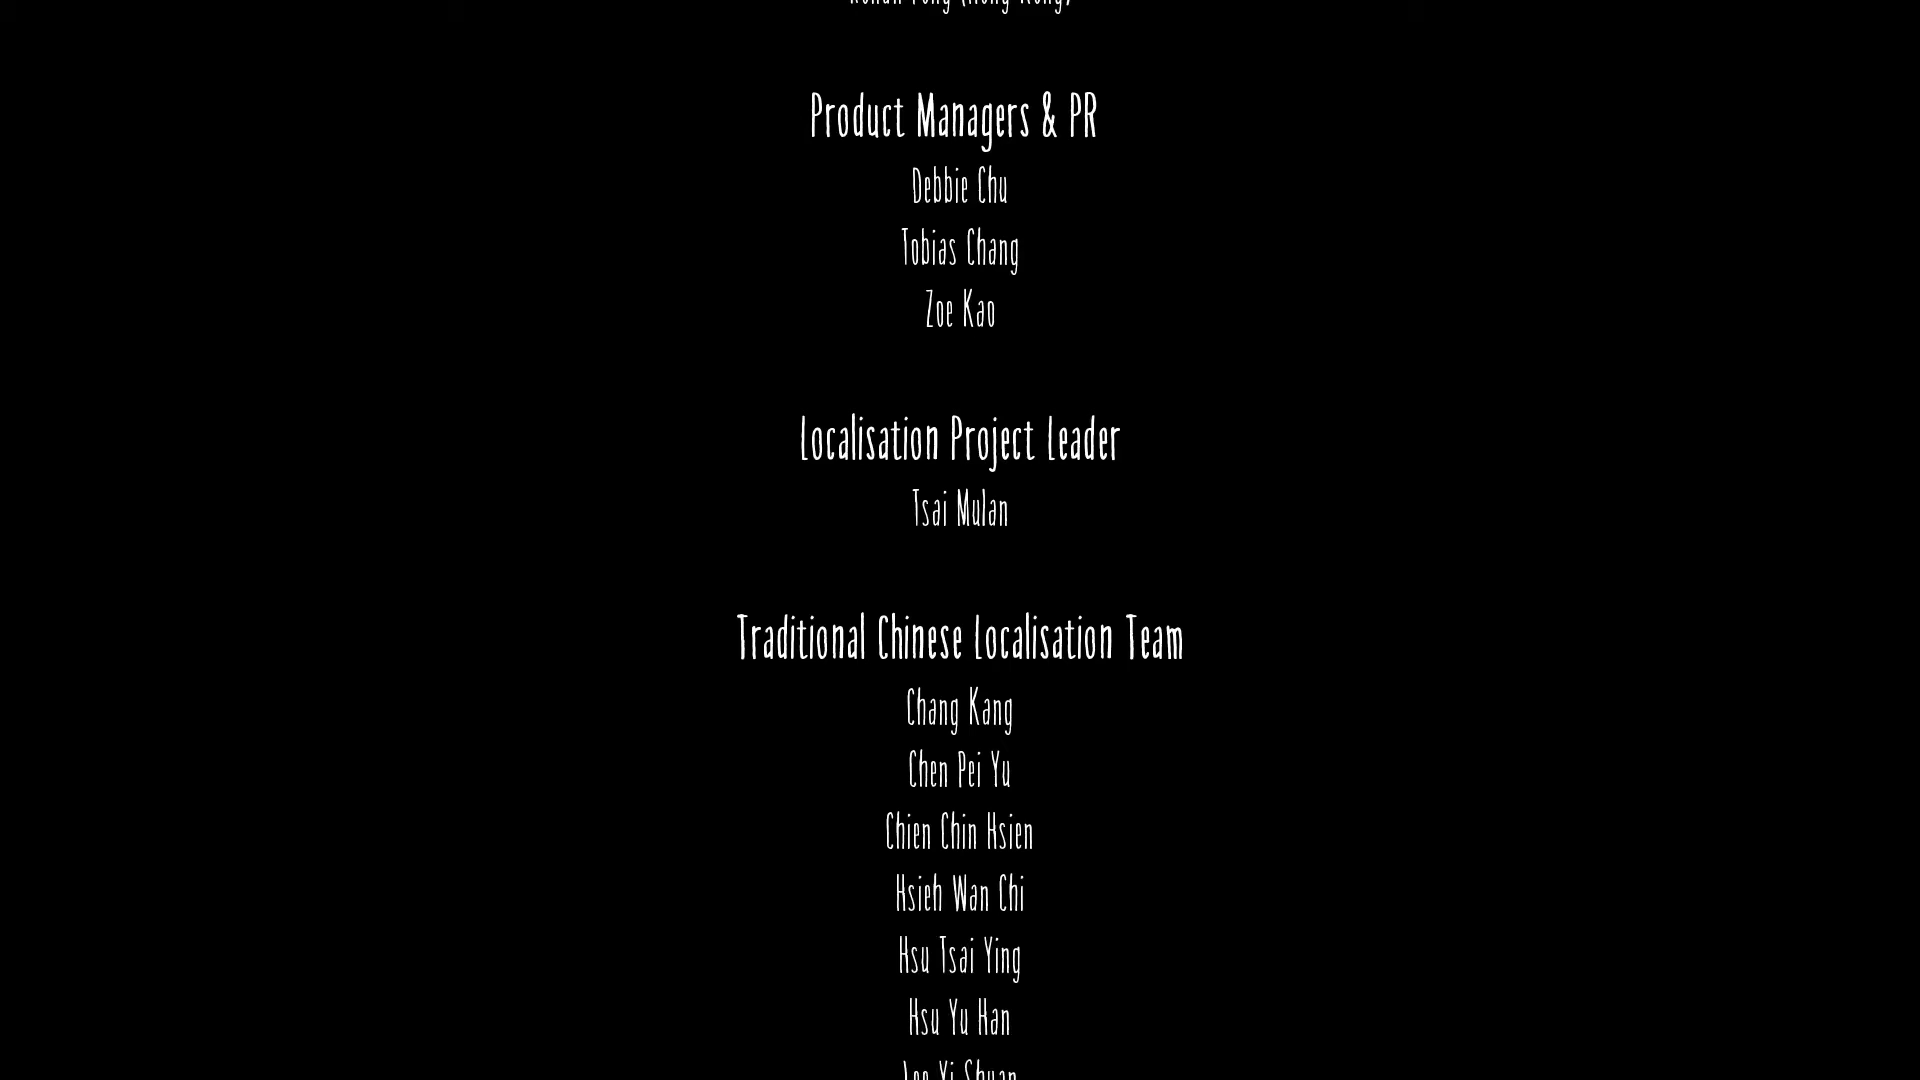 Product Managers & PR
Debbie Chu
Tobias Chang
Zoe Kao
Localisation Project Leader
Tsai Mulan
Traditional Chinese Localisation Team
Chang Kang
Chen Pei Yu
Chien Chin Hsien
Hsieh Wan Chi
Hsu Tsai Ying
Hsu Yu Han